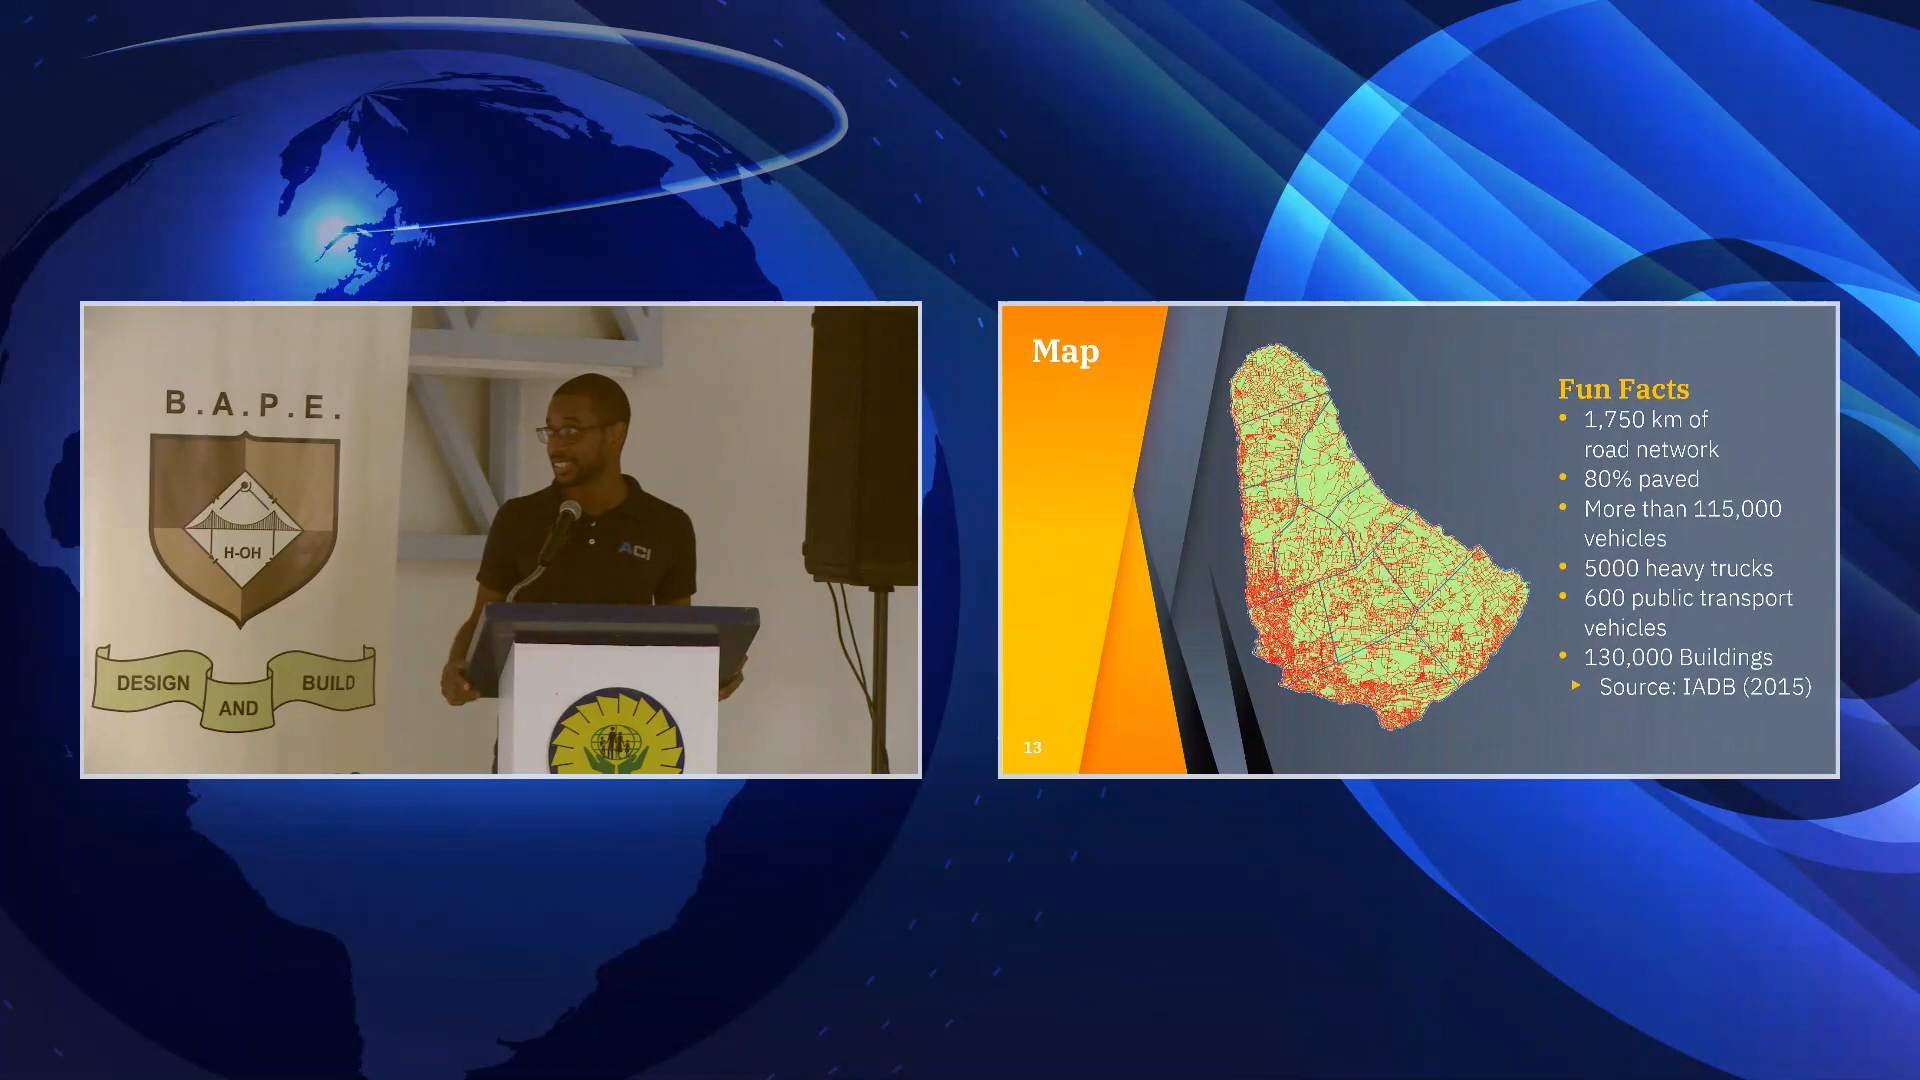 B.A.P.E.
H-OH
DESIGN
AND
BUILD
ACI
Map
Fun Facts
• 1,750 km of
road network
• 80% paved
• More than 115,000
vehicles
• 5000 heavy trucks
• 600 public transport
vehicles
• 130,000 Buildings
Source: IADB (2015)
13